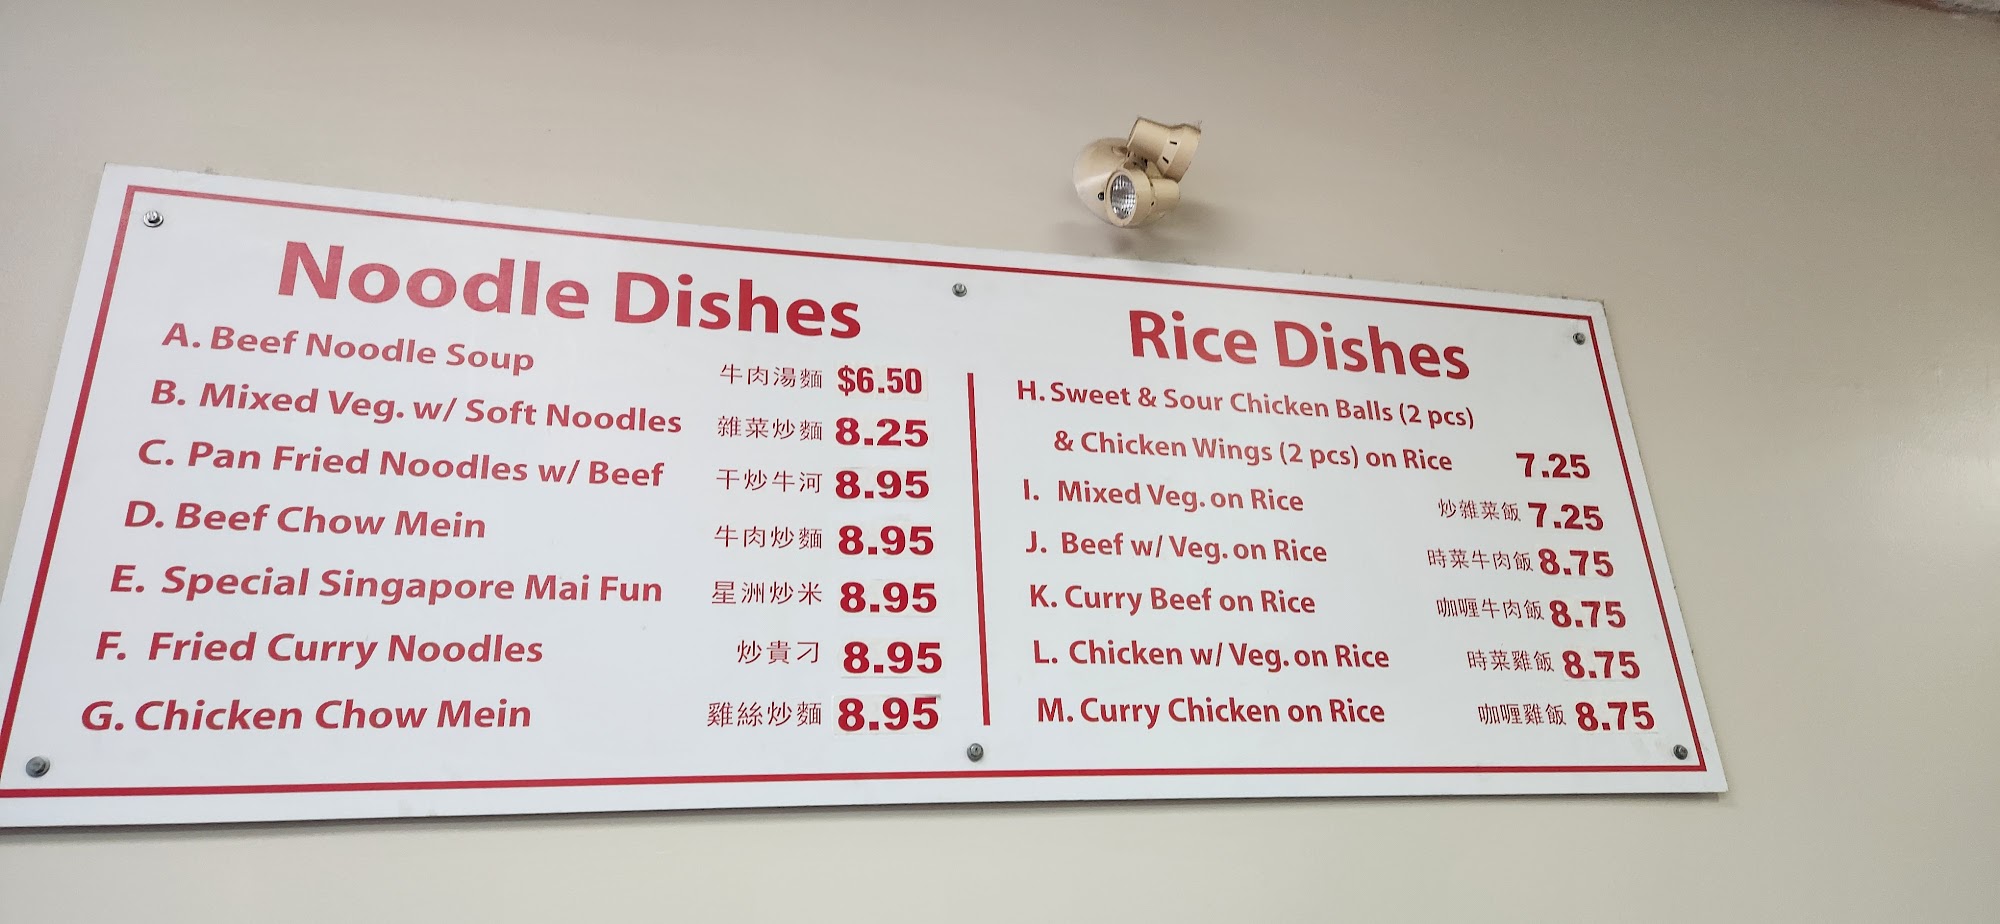 Noodle Dishes
A. Beef Noodle Soup 牛肉湯麵 $6.50
B. Mixed Veg. w/ Soft Noodles 雜菜炒麵 8.25
C. Pan Fried Noodles w/ Beef 干炒牛河 8.95
D. Beef Chow Mein 牛肉炒麵 8.95
E. Special Singapore Mai Fun 星洲炒米 8.95
F. Fried Curry Noodles 炒貴刁 8.95
G. Chicken Chow Mein 雞絲炒麵 8.95
Rice Dishes
H. Sweet & Sour Chicken Balls (2 pcs)
& Chicken Wings (2 pcs) on Rice 7.25
I. Mixed Veg. on Rice 炒雜菜飯 7.25
J. Beef w/ Veg. on Rice 時菜牛肉飯 8.75
K. Curry Beef on Rice 咖喱牛肉飯 8.75
L. Chicken w/ Veg. on Rice 時菜雞飯 8.75
M. Curry Chicken on Rice 咖喱雞飯 8.75